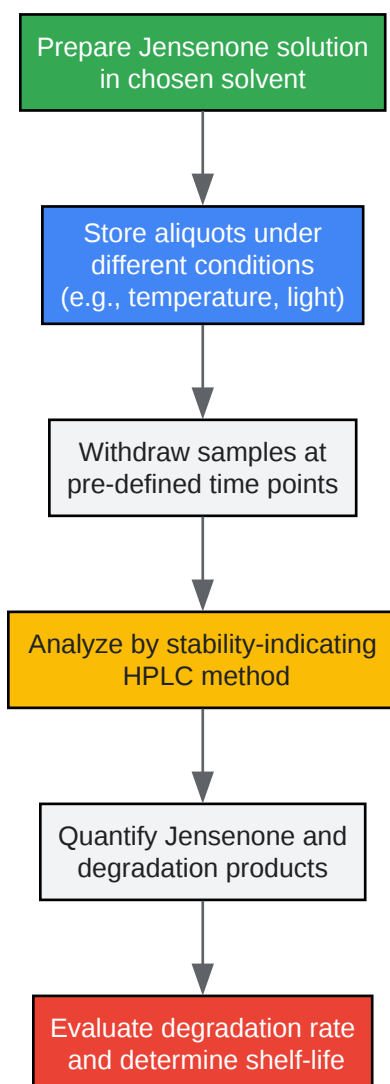 Prepare Jensenone solution
in chosen solvent
Store aliquots under
different conditions
(e.g., temperature, light)
Withdraw samples at
pre-defined time points
Analyze by stability-indicating
HPLC method
Quantify Jensenone and
degradation products
Evaluate degradation rate
and determine shelf-life